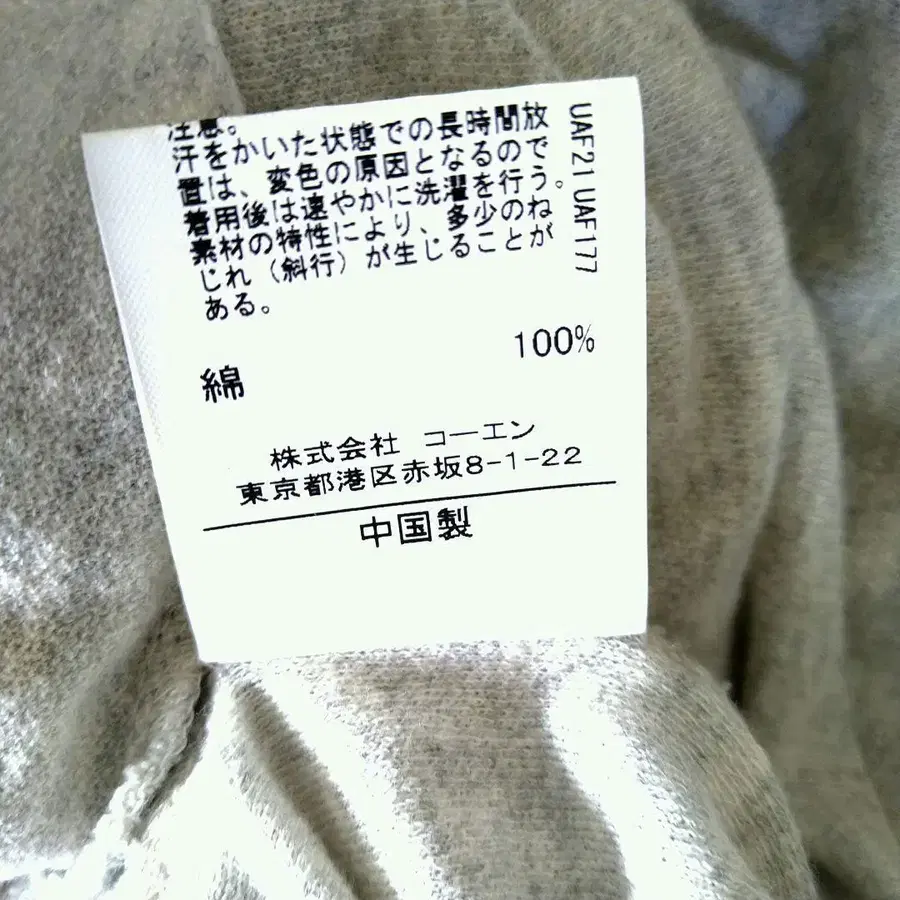 注意。
汗をかいた状態での長時間放
置は、変色の原因となるので
着用後は速やかに洗濯を行う。
素材の特性により、多少のね
じれ（斜行）が生じることが
ある。
UAF21 UAF177
綿 100%
株式会社 コーエン
東京都港区赤坂8-1-22
中国製